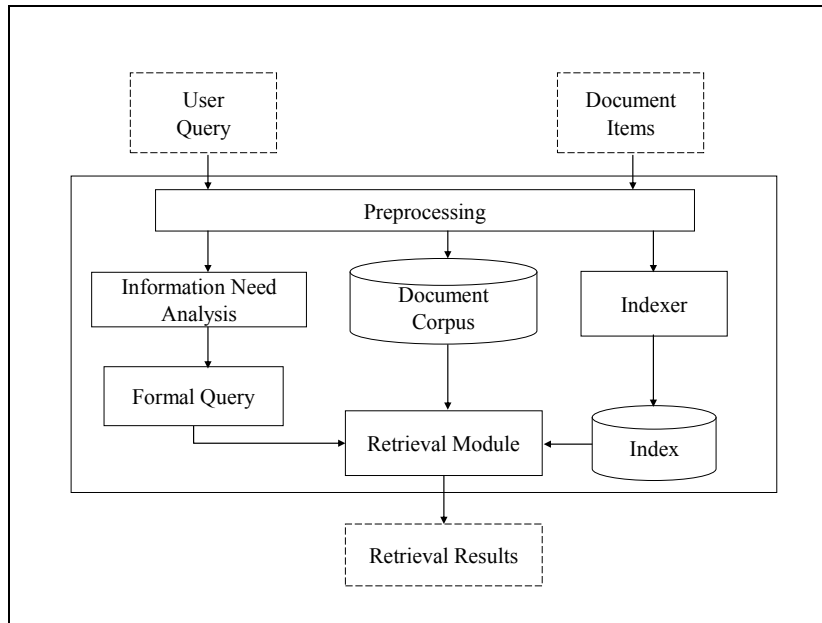 User
Query
Document
Items
Preprocessing
Information Need
Analysis
Document
Corpus
Indexer
Formal Query
Retrieval Module
Index
Retrieval Results